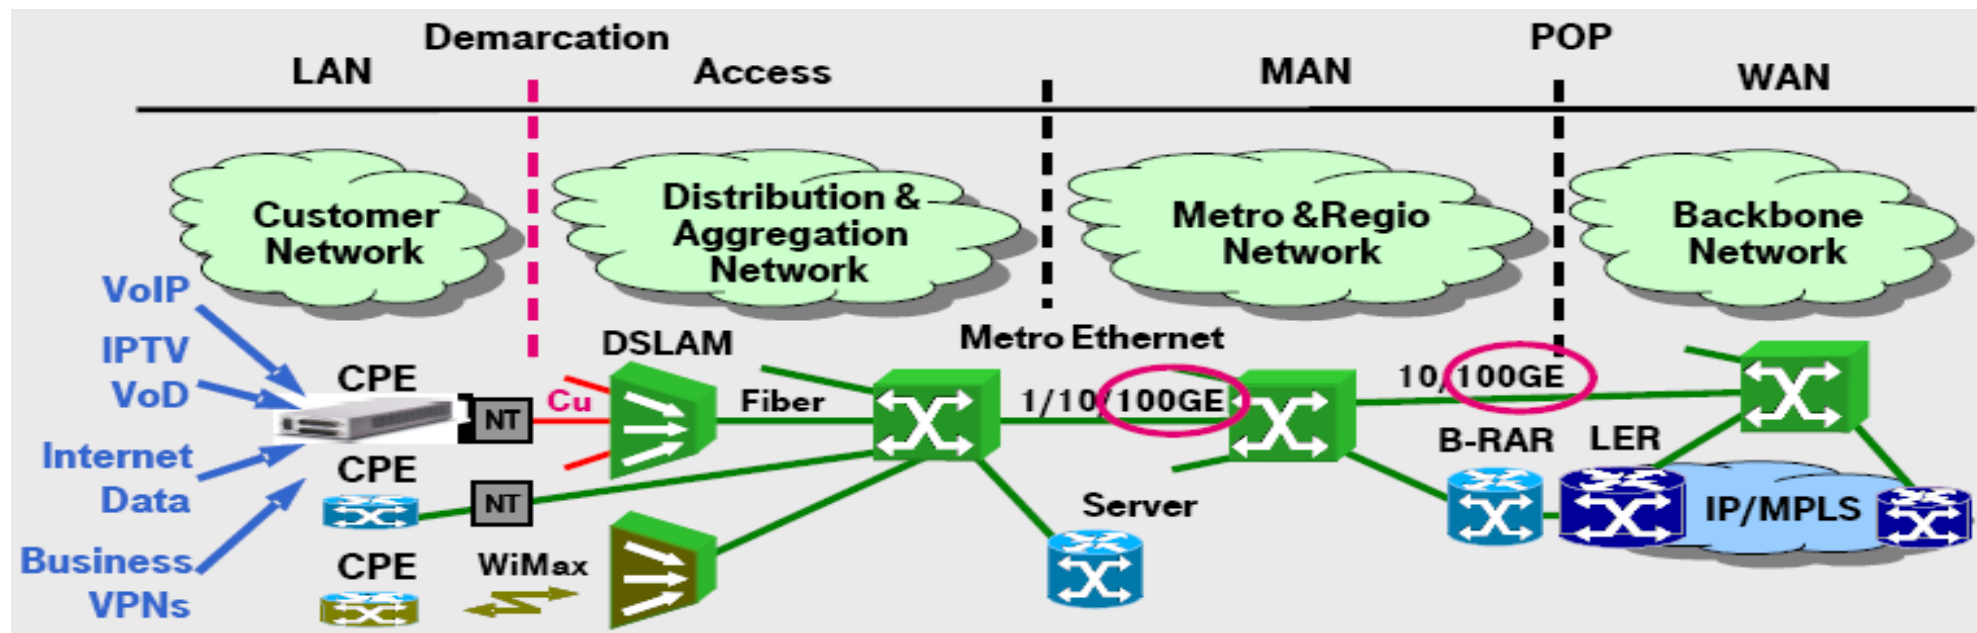 Demarcation
POP
LAN
Access
MAN
WAN
Customer
Network
Distribution &
Aggregation
Network
Metro &Regio
Network
Backbone
Network
VoIP
IPTV
VoD
Internet
Data
Business
VPNs
CPE
NT
Cu
DSLAM
Fiber
Metro Ethernet
1/10/100GE
10/100GE
B-RAR
LER
CPE
NT
Server
IP/MPLS
CPE
WiMax